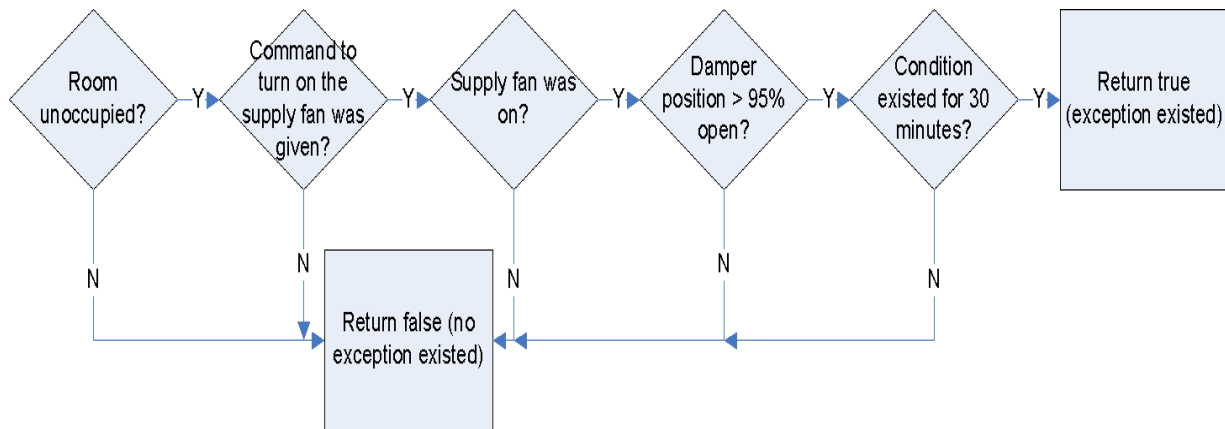 Room
unoccupied?
Y
Command to
turn on the
supply fan was
given?
Y
Supply fan was
on?
Y
Damper
position > 95%
open?
Y
Condition
existed for 30
minutes?
Y
Return true
(exception existed)
N
N
N
N
N
Return false (no
exception existed)